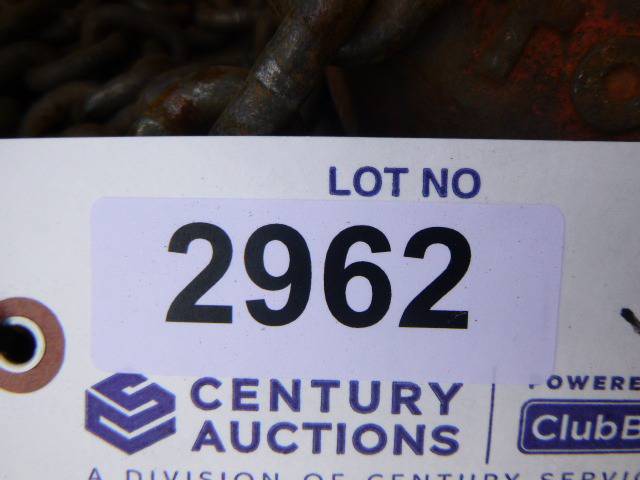 LOT NO
2962
CENTURY
AUCTIONS
POWERE
ClubB
A DIVISION OF CENTURY SERVIC